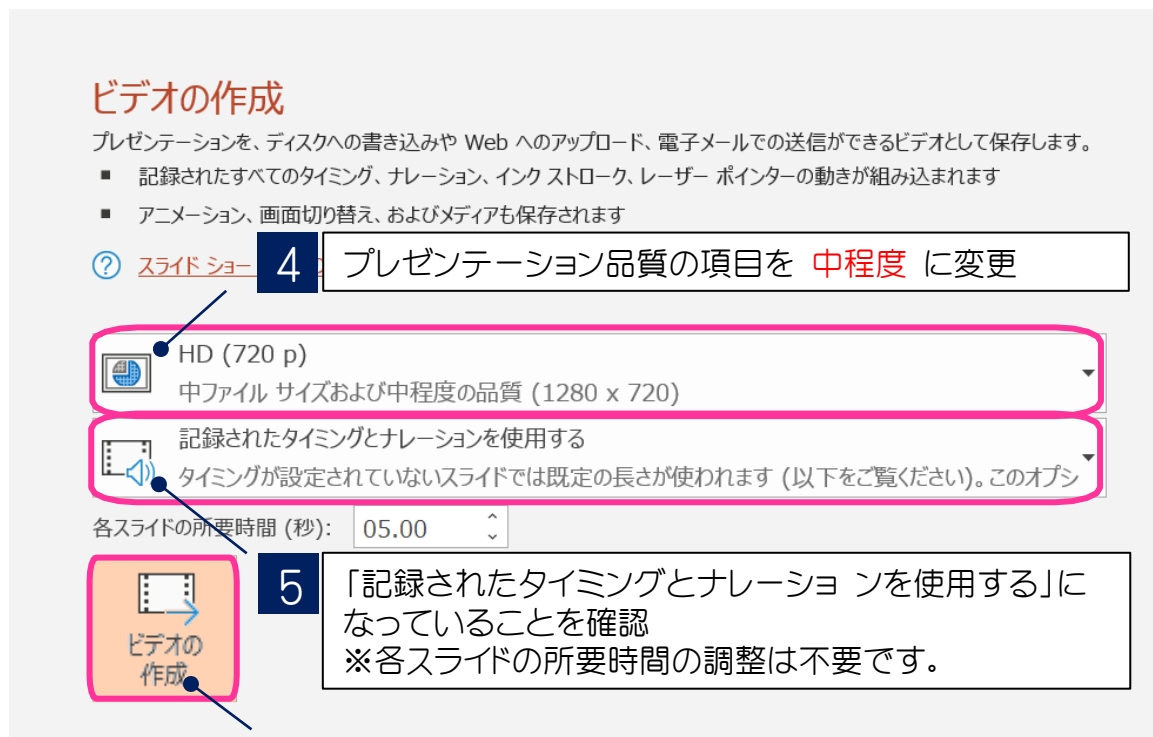 ビデオの作成
プレゼンテーションを、ディスクへの書き込みや Web へのアップロード、電子メールでの送信ができるビデオとして保存します。
■ 記録されたすべてのタイミング、ナレーション、インク ストローク、レーザー ポインターの動きが組み込まれます
■ アニメーション、画面切り替え、およびメディアも保存されます
? スライド ショー
4 プレゼンテーション品質の項目を 中程度 に変更
HD (720 p)
中ファイル サイズおよび中程度の品質 (1280 x 720)
記録されたタイミングとナレーションを使用する
タイミングが設定されていないスライドでは既定の長さが使われます (以下をご覧ください)。このオプシ
各スライドの所要時間 (秒): 05.00
5 「記録されたタイミングとナレーショ ンを使用する」に
なっていることを確認
※各スライドの所要時間の調整は不要です。
ビデオの
作成